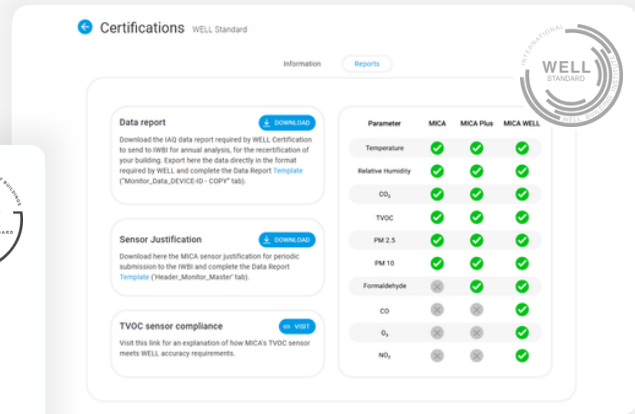 Certifications WELL Standard
Information Reports
INTERNATIONAL
WELL
STANDARD
WELL BUILDING
Data report DOWNLOAD
Download the IAQ data report required by WELL Certification
to send to IWBI for annual analysis, for the recertification of
your building. Export here the data directly in the format
required by WELL and complete the Data Report Template
("Monitor_Data_DEVICE-ID - COPY" tab).
Sensor Justification DOWNLOAD
Download here the MICA sensor justification for periodic
submission to the IWBI and complete the Data Report
Template ('Header_Monitor_Master' tab).
TVOC sensor compliance VISIT
Visit this link for an explanation of how MICA's TVOC sensor
meets WELL accuracy requirements.
Parameter MICA MICA Plus MICA WELL
Temperature
Relative Humidity
CO₂
TVOC
PM 2.5
PM 10
Formaldehyde
CO
O₃
NO₂